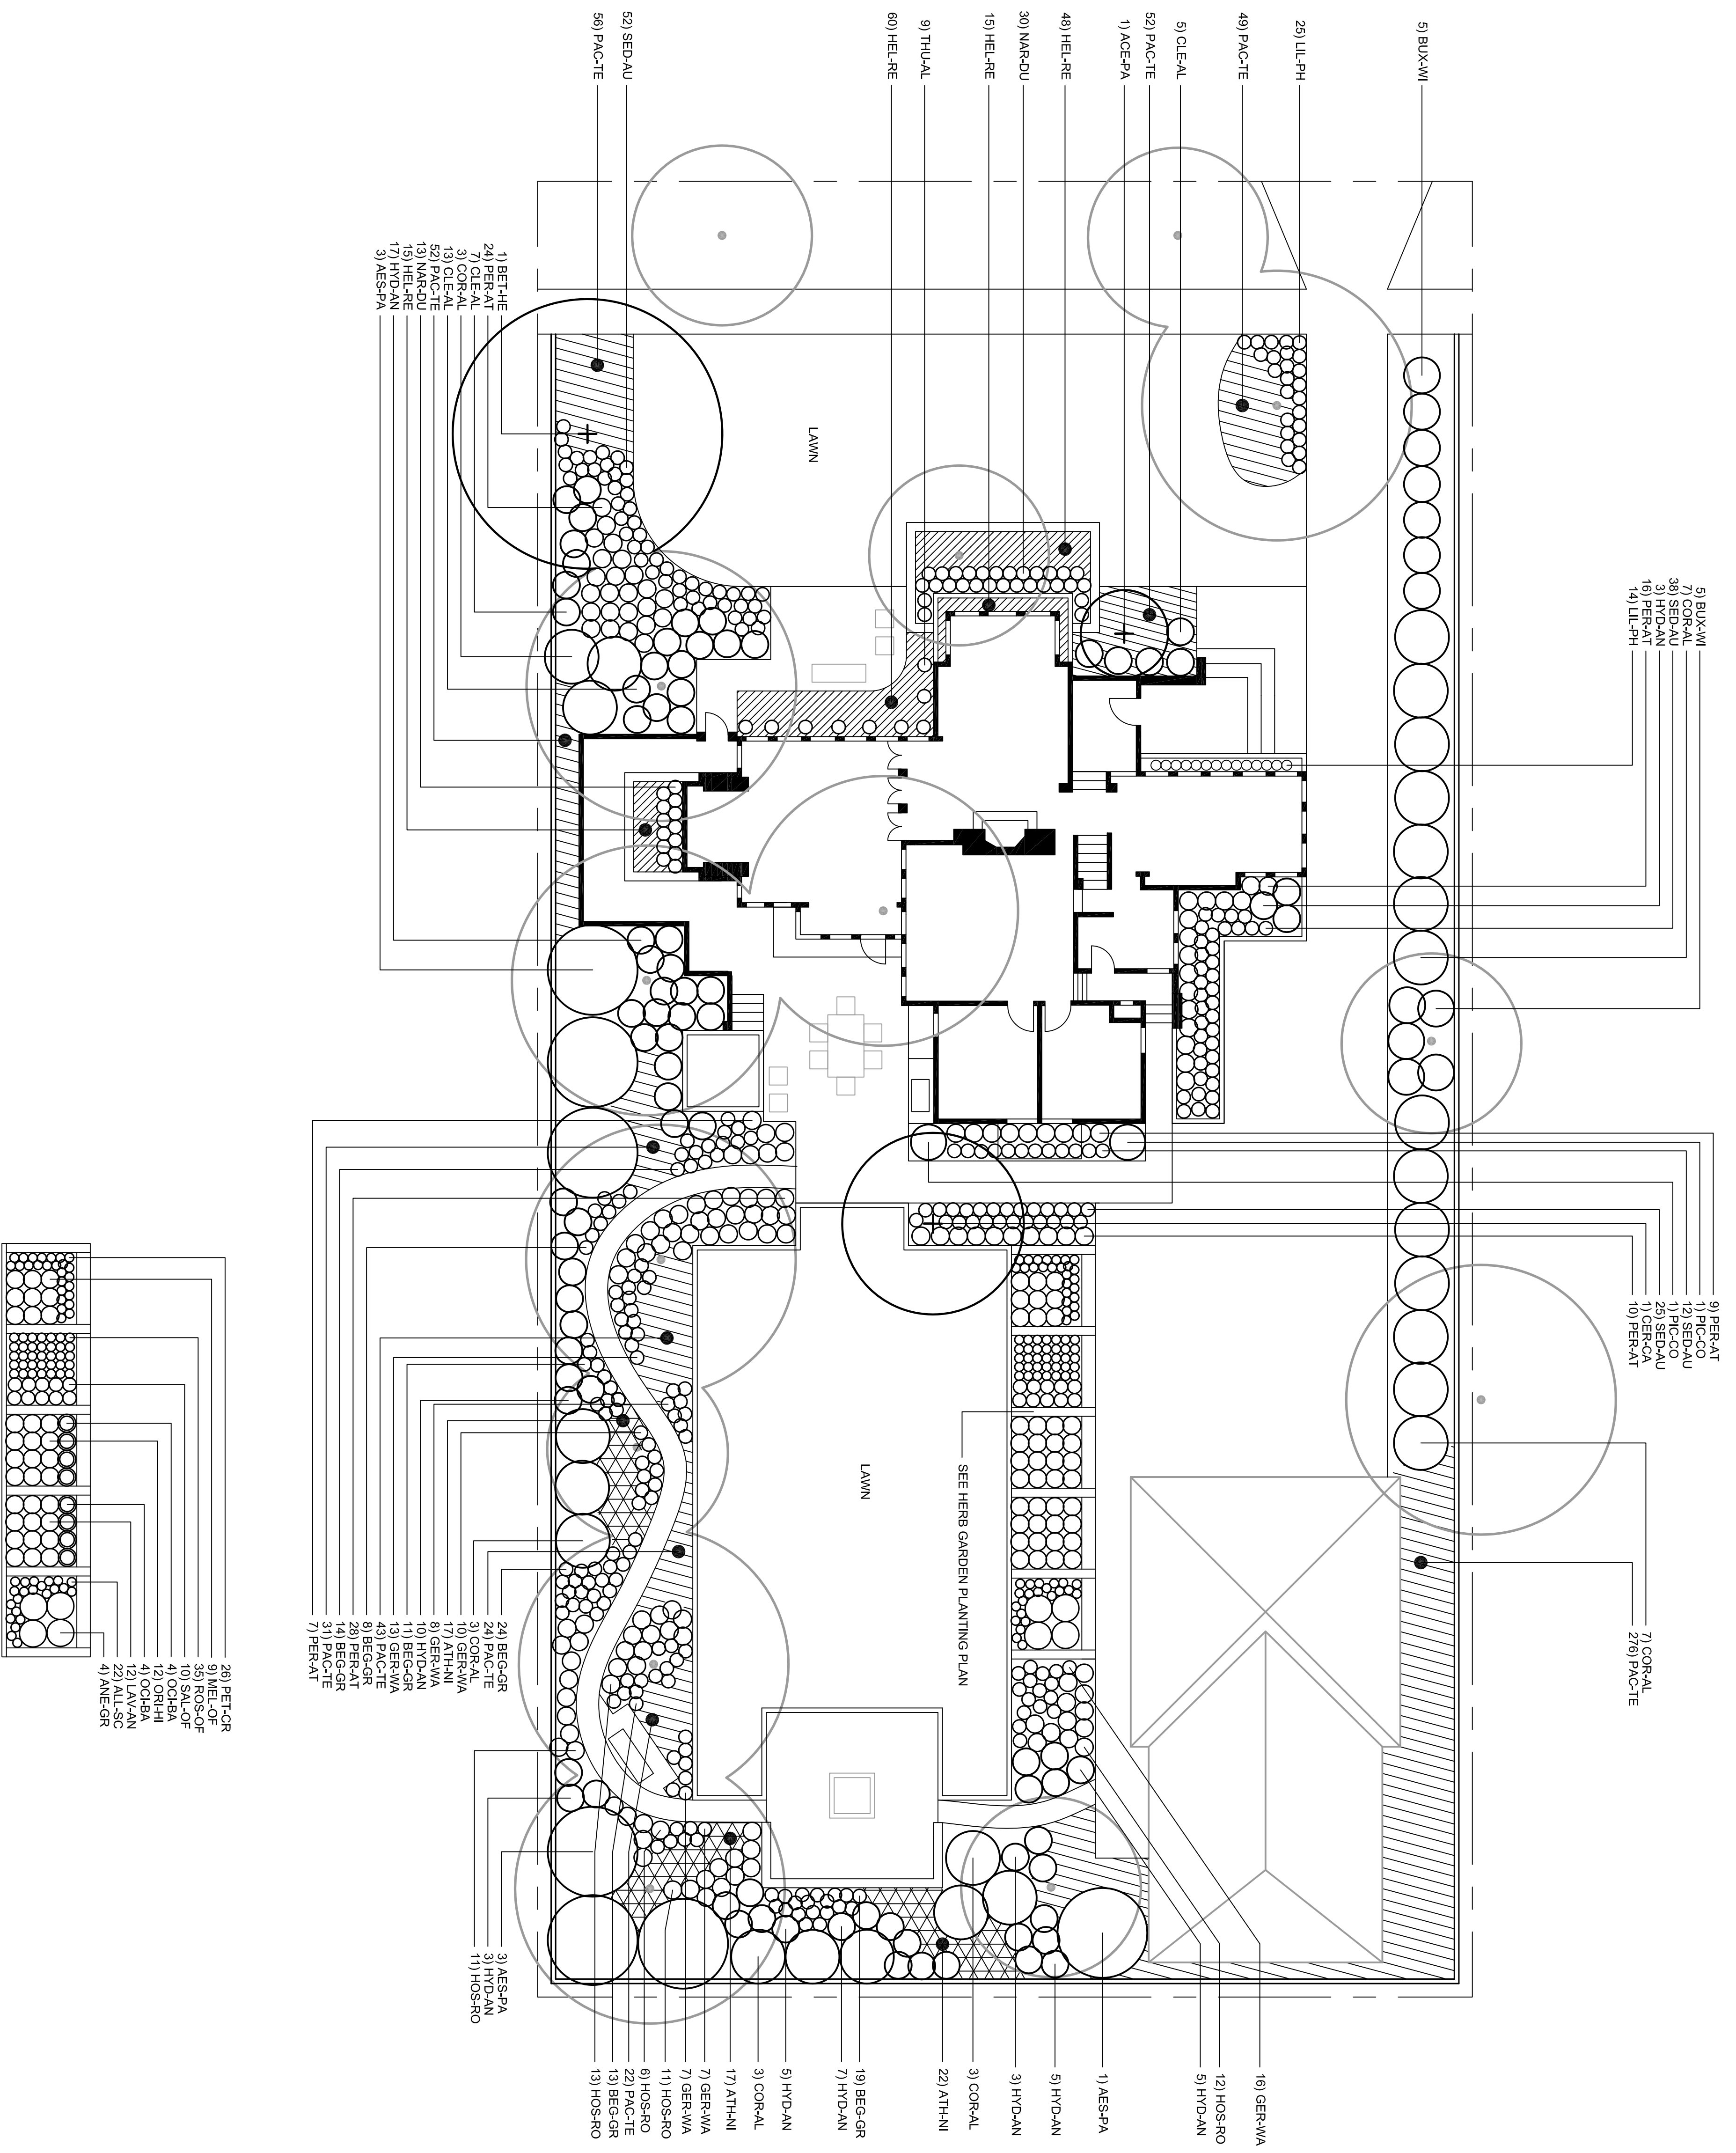 56) PAC-TE
52) SED-AU
60) HEL-RE
9) THU-AL
15) HEL-RE
30) NAR-DU
48) HEL-RE
1) ACE-PA
52) PAC-TE
5) CLE-AL
49) PAC-TE
25) LIL-PH
5) BUX-WI
1) BET-HE
24) PER-AT
7) CLE-AL
3) COR-AL
13) CLE-AL
52) PAC-TE
13) NAR-DU
15) HEL-RE
17) HYD-AN
3) AES-PA
LAWN
5) BUX-WI
7) COR-AL
38) SED-AU
3) HYD-AN
16) PER-AT
14) LIL-PH
9) PER-AT
1) PIC-CO
12) SED-AU
1) PIC-CO
25) SED-AU
1) CER-CA
10) PER-AT
LAWN
SEE HERB GARDEN PLANTING PLAN
7) COR-AL
276) PAC-TE
24) BEG-GR
24) PAC-TE
3) COR-AL
10) GER-WA
17) ATH-NI
8) GER-WA
10) HYD-AN
11) BEG-GR
13) GER-WA
43) PAC-TE
8) BEG-GR
28) PER-AT
14) BEG-GR
31) PAC-TE
7) PER-AT
26) PET-CR
9) MEL-OF
35) ROS-OF
10) SAL-OF
4) OCI-BA
12) ORI-HI
4) OCI-BA
12) LAV-AN
22) ALL-SC
4) ANE-GR
3) AES-PA
3) HYD-AN
11) HOS-RO
13) HOS-RO
13) BEG-GR
22) PAC-TE
6) HOS-RO
11) HOS-RO
7) GER-WA
7) GER-WA
17) ATH-NI
3) COR-AL
5) HYD-AN
7) HYD-AN
19) BEG-GR
22) ATH-NI
3) COR-AL
3) HYD-AN
5) HYD-AN
1) AES-PA
5) HYD-AN
12) HOS-RO
16) GER-WA